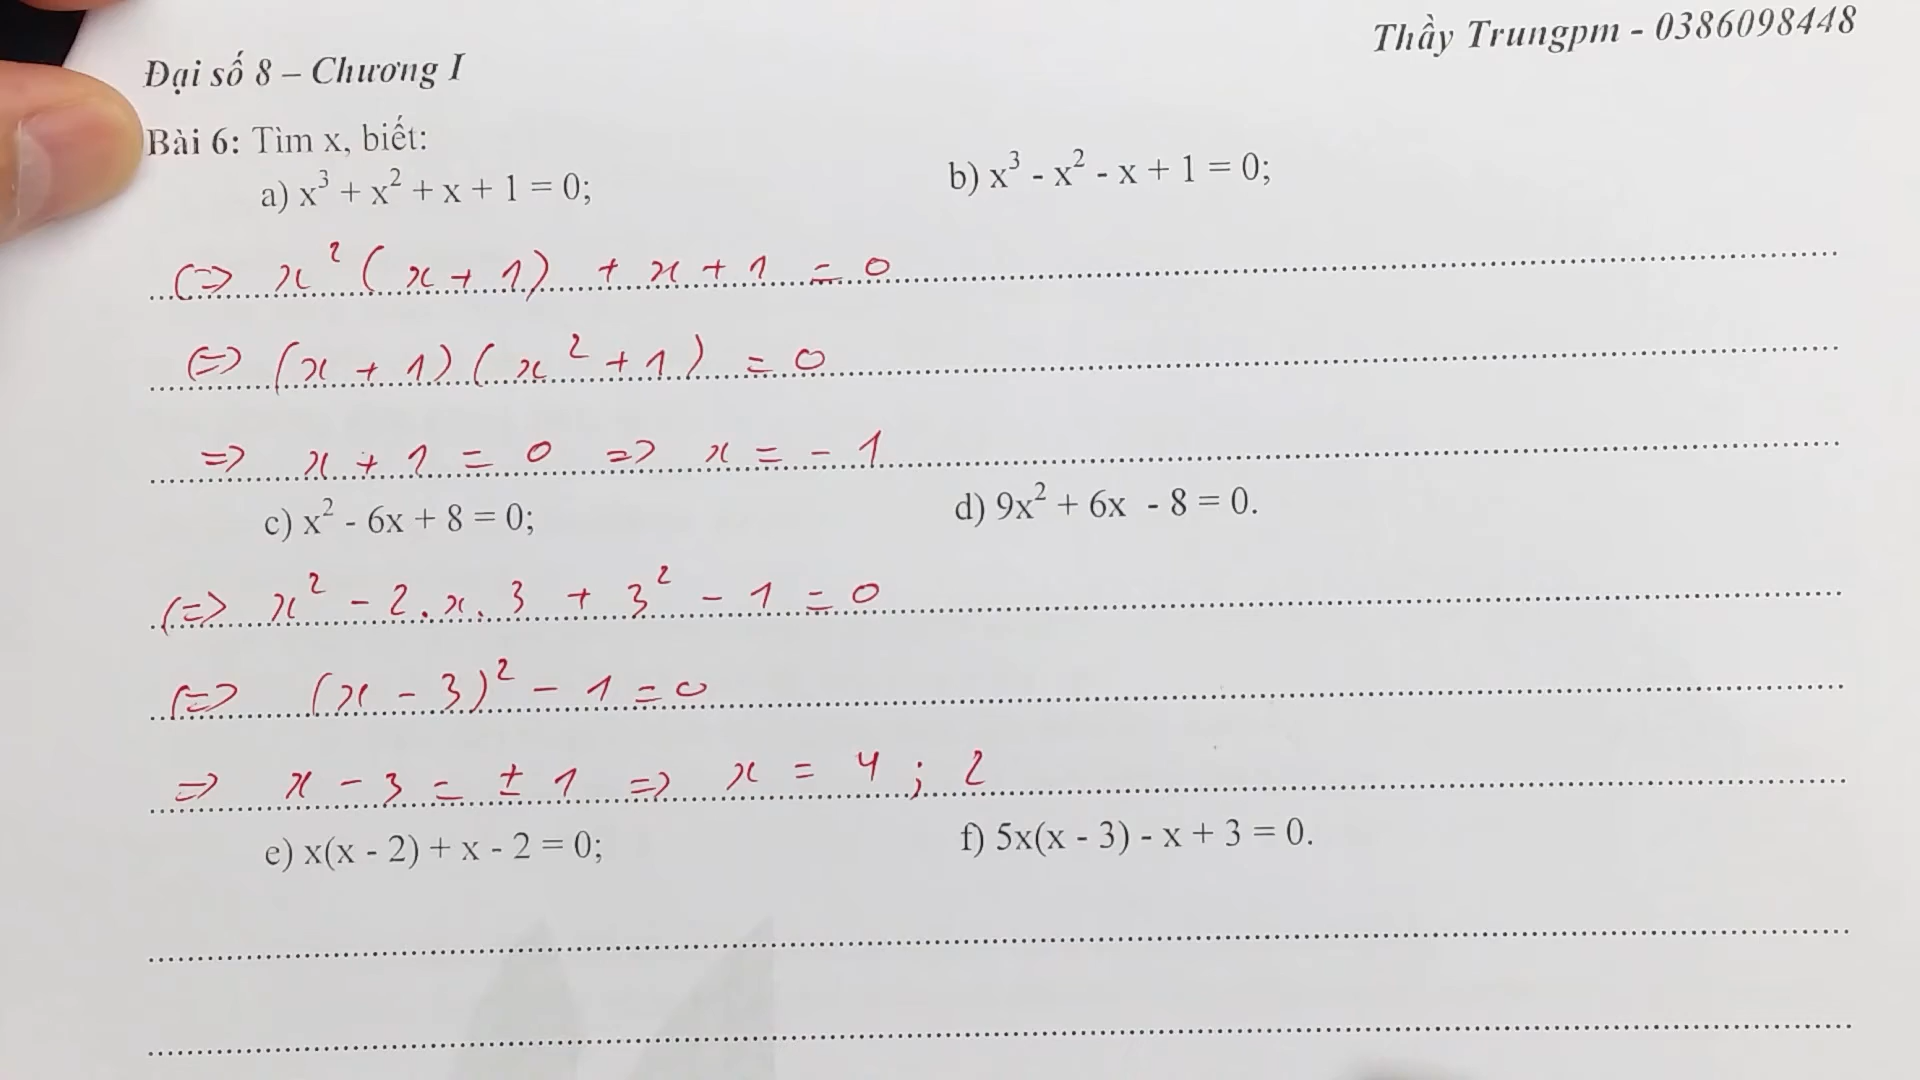 Thầy Trungpm - 0386098448
Đại số 8 – Chương I
Bài 6: Tìm x, biết:
a) x³ + x² + x + 1 = 0; b) x³ - x² - x + 1 = 0;
(=> x² ( x + 1) + x + 1 = 0
(=> (x + 1) ( x² + 1) = 0
=> x + 1 = 0 => x = - 1
c) x² - 6x + 8 = 0; d) 9x² + 6x - 8 = 0.
(=> x² - 2 . x . 3 + 3² - 1 = 0
(=> (x - 3)² - 1 = 0
=> x - 3 = ± 1 => x = 4 ; 2
e) x(x - 2) + x - 2 = 0; f) 5x(x - 3) - x + 3 = 0.